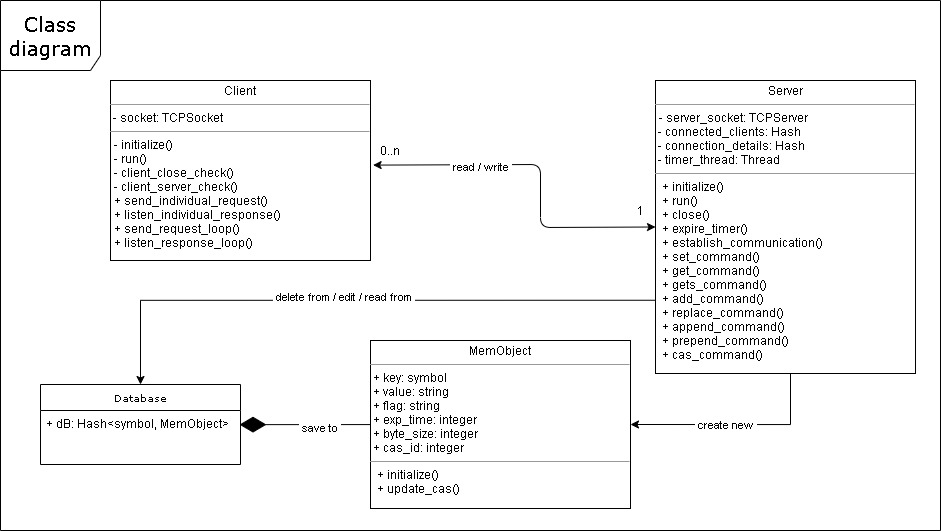 Class
diagram
Client
- socket: TCPSocket
- initialize()
- run()
- client_close_check()
- client_server_check()
+ send_individual_request()
+ listen_individual_response()
+ send_request_loop()
+ listen_response_loop()
0..n
read / write
1
Server
- server_socket: TCPServer
- connected_clients: Hash
- connection_details: Hash
- timer_thread: Thread
+ initialize()
+ run()
+ close()
+ expire_timer()
+ establish_communication()
+ set_command()
+ get_command()
+ gets_command()
+ add_command()
+ replace_command()
+ append_command()
+ prepend_command()
+ cas_command()
delete from / edit / read from
Database
+ dB: Hash<symbol, MemObject>
save to
MemObject
+ key: symbol
+ value: string
+ flag: string
+ exp_time: integer
+ byte_size: integer
+ cas_id: integer
+ initialize()
+ update_cas()
create new